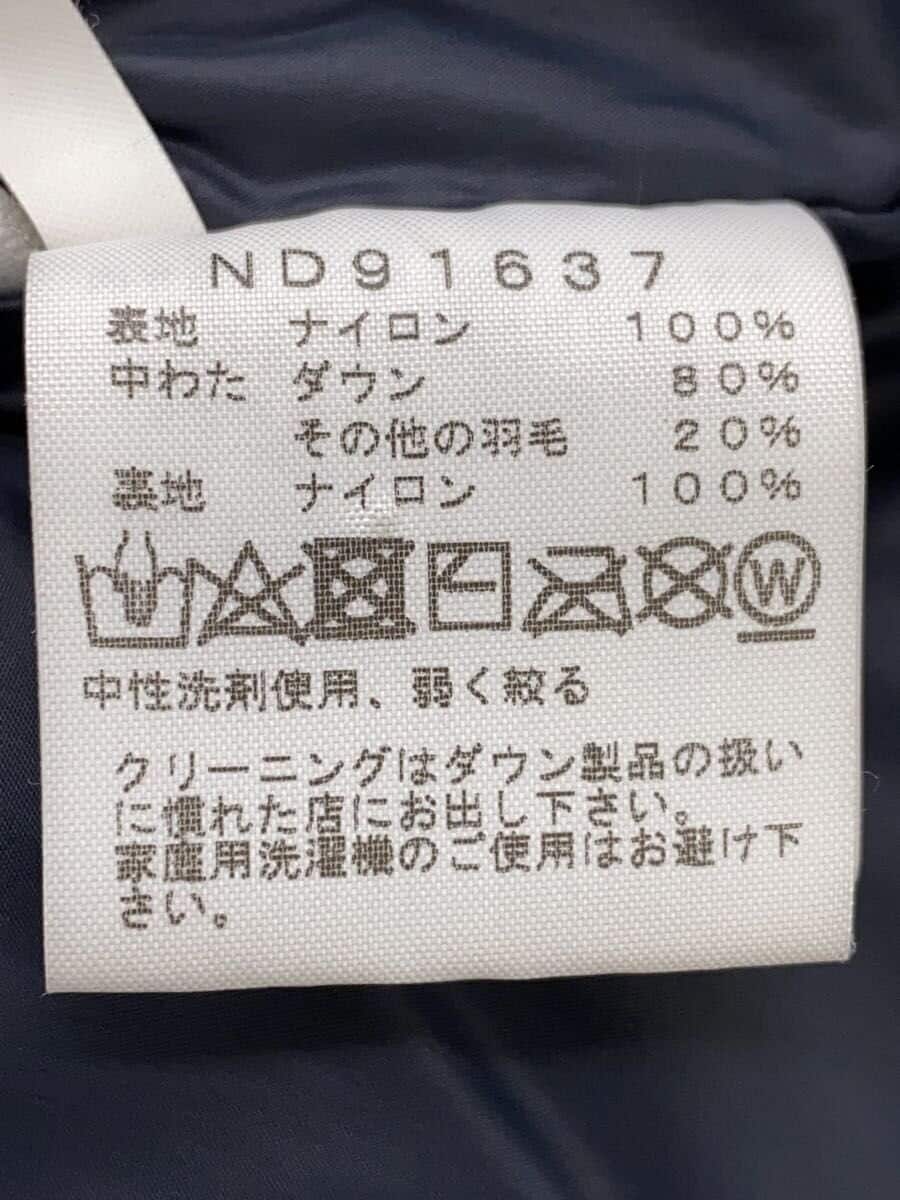 ND91637
表地 ナイロン 100%
中わた ダウン 80%
その他の羽毛 20%
裏地 ナイロン 100%
W
中性洗剤使用、弱く絞る
クリーニングはダウン製品の扱い
に慣れた店にお出し下さい。
家庭用洗濯機のご使用はお避け下
さい。